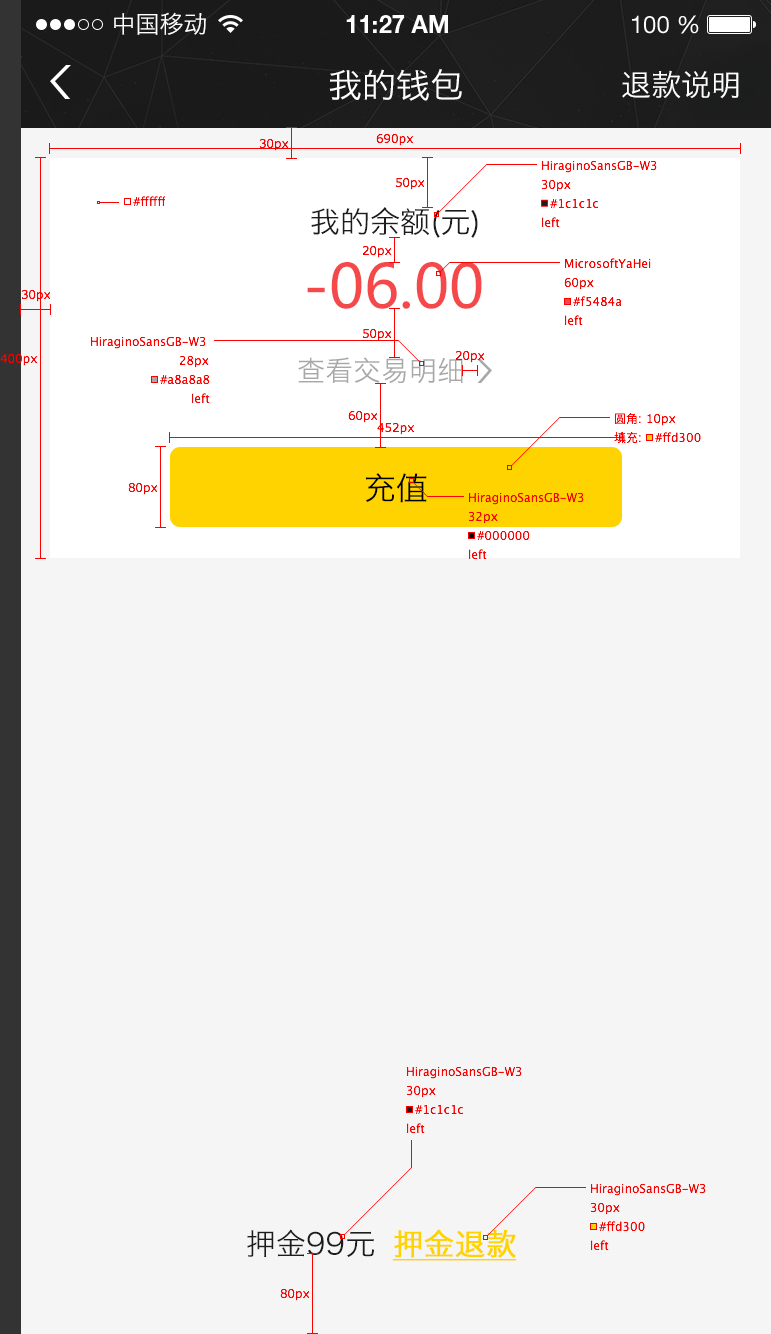 中国移动 11:27 AM 100 %
我的钱包 退款说明
30px 690px
50px
HiraginoSansGB-W3
30px
#1c1c1c
left
#ffffff
我的余额(元)
20px
MicrosoftYaHei
60px
#f5484a
left
-06.00
30px
400px
50px
HiraginoSansGB-W3
28px
#a8a8a8
left
查看交易明细
20px
60px
452px
圆角: 10px
填充: #ffd300
80px
充值
HiraginoSansGB-W3
32px
#000000
left
HiraginoSansGB-W3
30px
#1c1c1c
left
HiraginoSansGB-W3
30px
#ffd300
left
押金99元 押金退款
80px